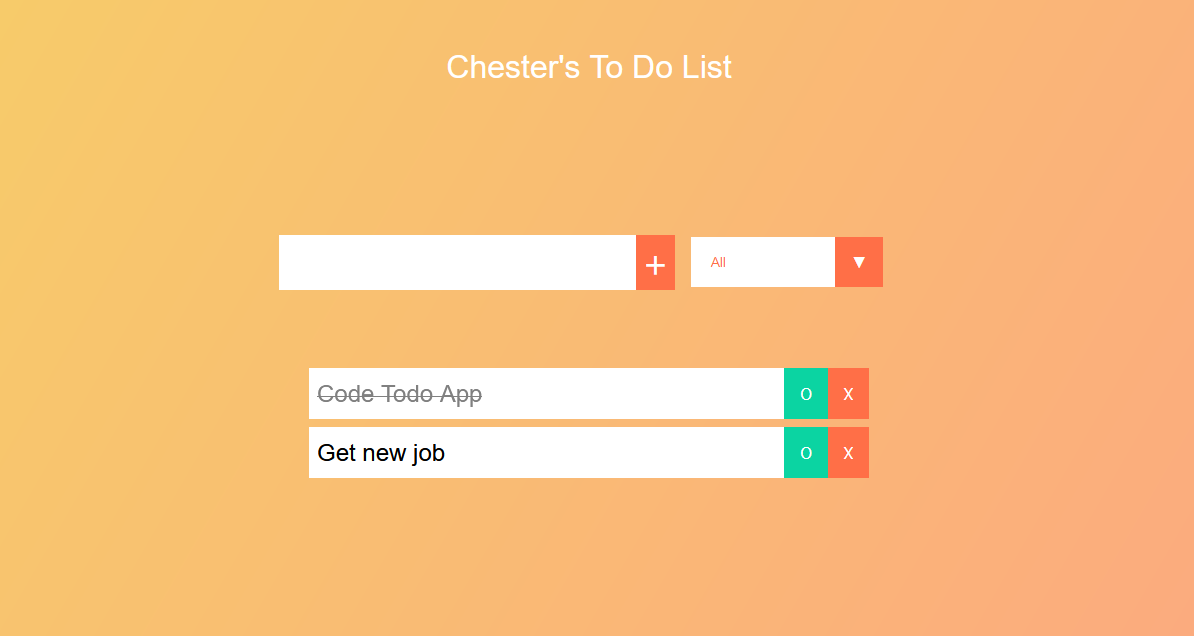 Chester's To Do List
+ All ▼
Code Todo App O X
Get new job O X